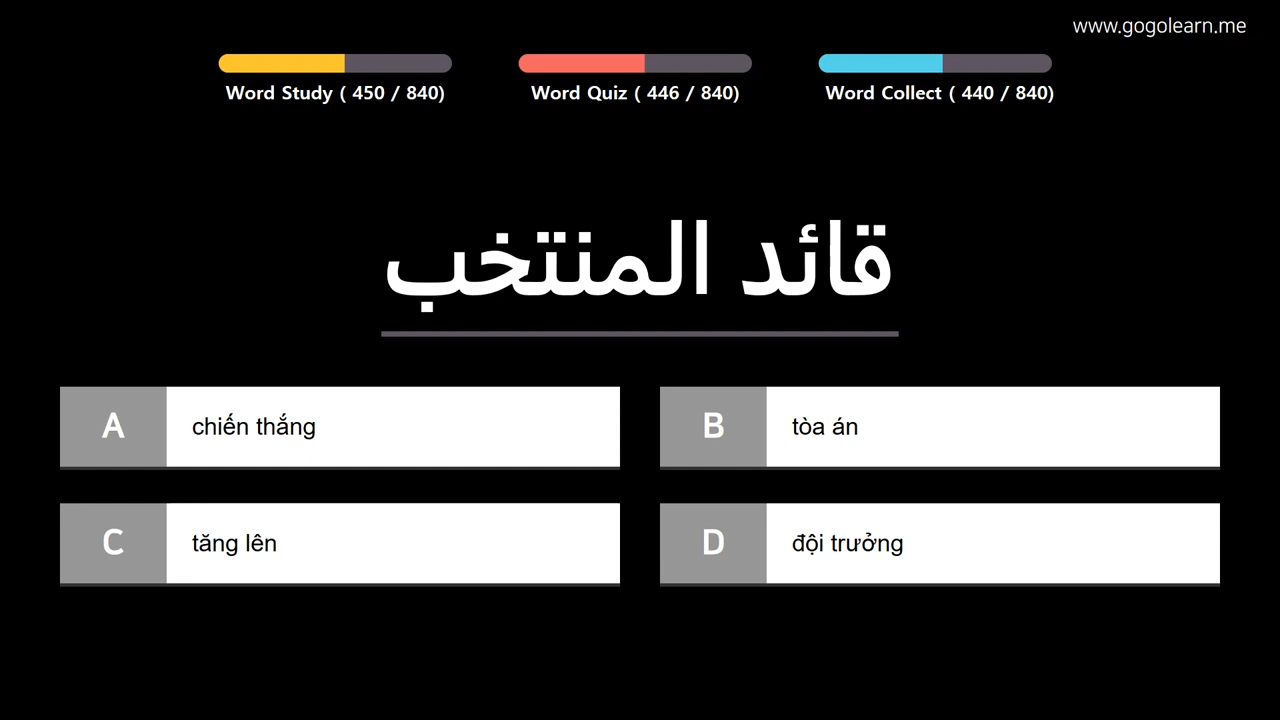 www.gogolearn.me
Word Study ( 450 / 840)
Word Quiz ( 446 / 840)
Word Collect ( 440 / 840)
قائد المنتخب
A
chiến thắng
B
tòa án
C
tăng lên
D
đội trưởng